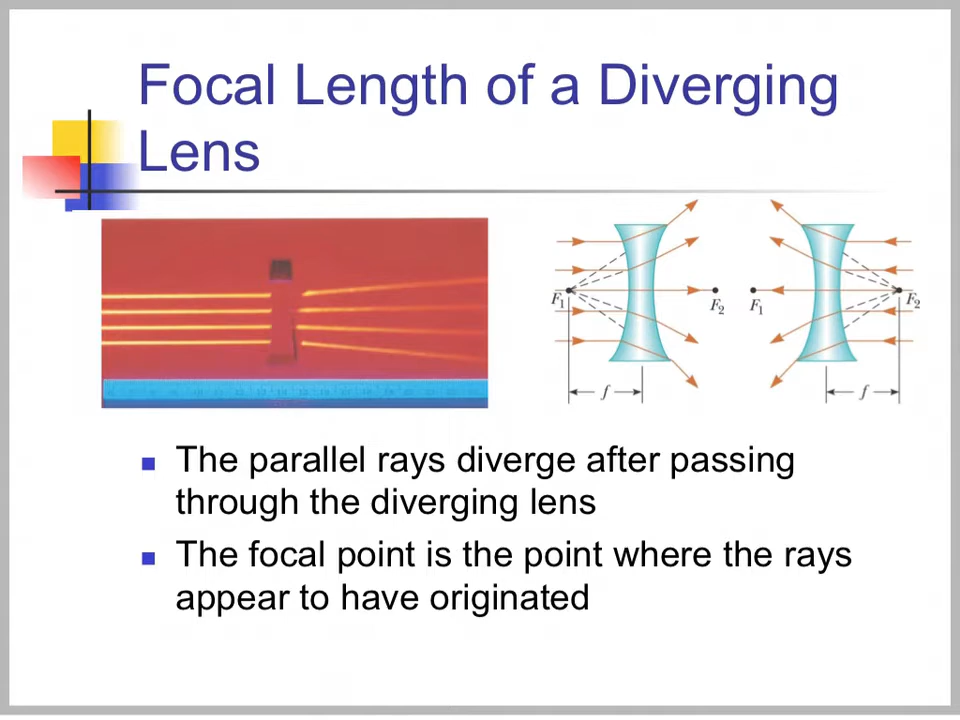 Focal Length of a Diverging
Lens
F1
F2
F1
F2
f
f
The parallel rays diverge after passing
through the diverging lens
The focal point is the point where the rays
appear to have originated